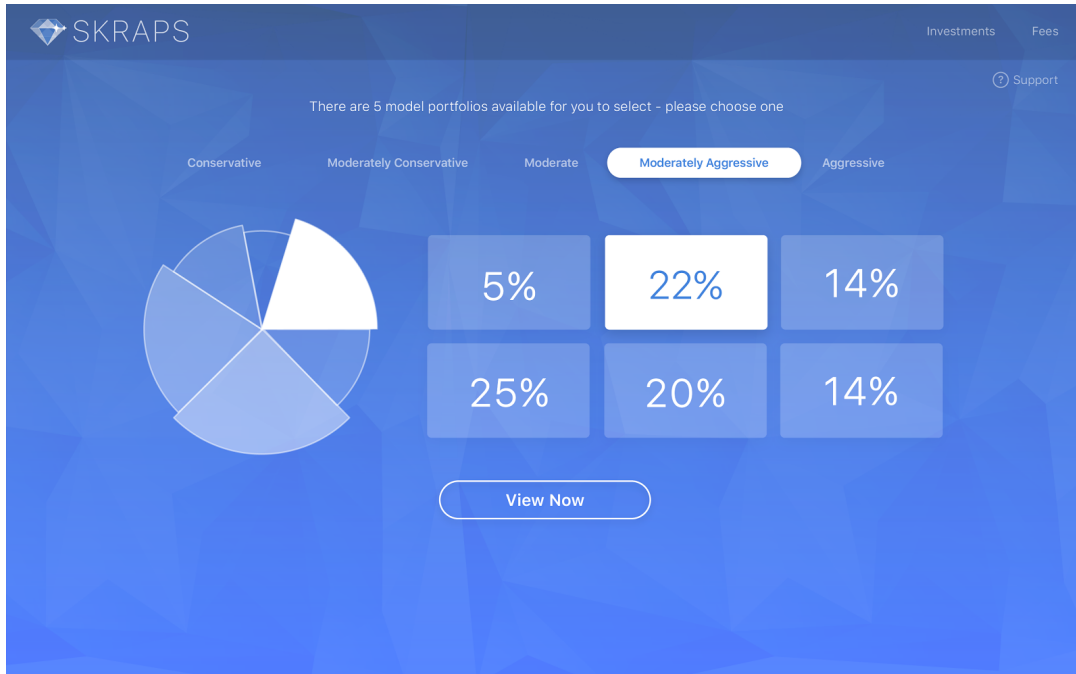 SKRAPS
Investments Fees
? Support
There are 5 model portfolios available for you to select - please choose one
Conservative Moderately Conservative Moderate Moderately Aggressive Aggressive
5% 22% 14%
25% 20% 14%
View Now